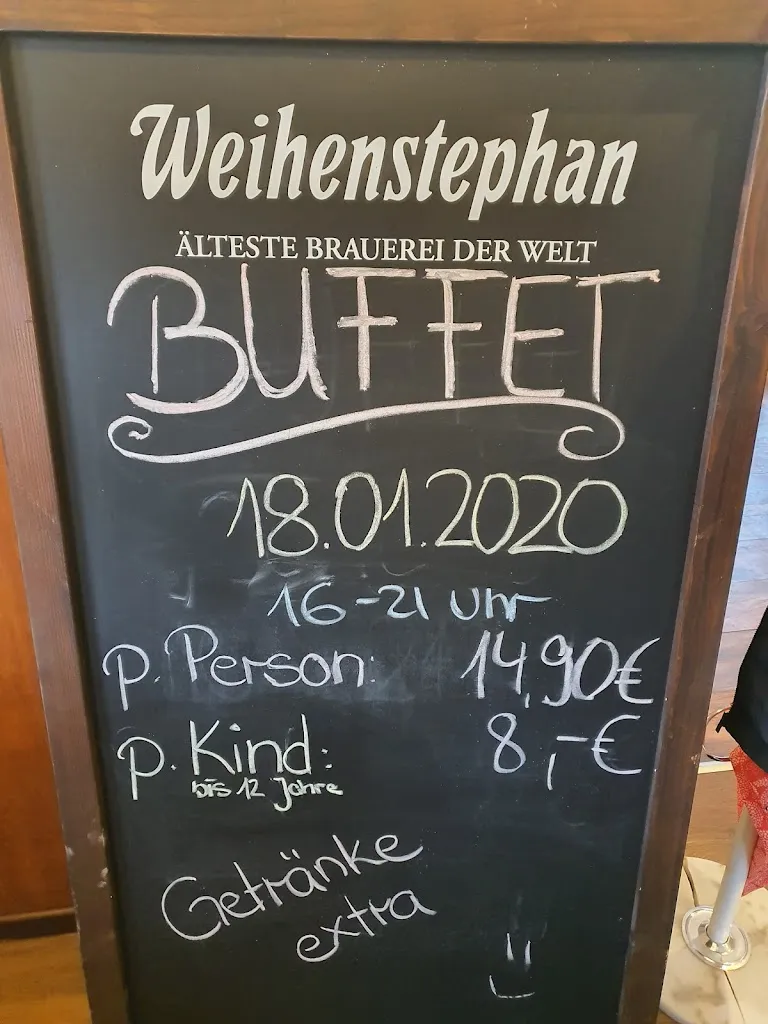 Weihenstephan
ÄLTESTE BRAUEREI DER WELT
BUFFET
18.01.2020
16-21 Uhr
p. Person: 14,90€
p. Kind: 8,-€
bis 12 Jahre
Getränke
extra